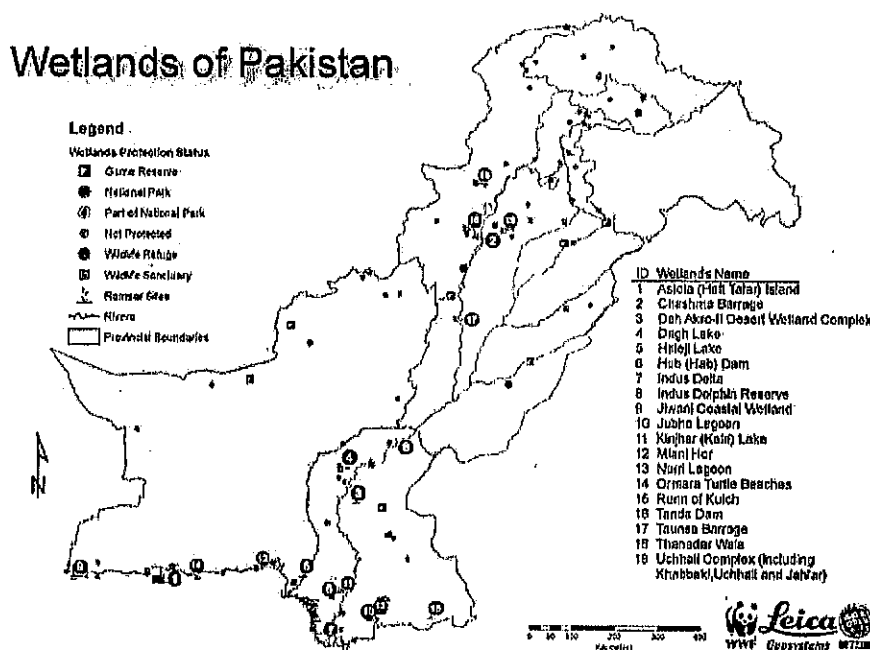 Wetlands of Pakistan
Legend
Wetlands Protection Status
Game Reserve
National Park
Part of National Park
Not Protected
Wildlife Refuge
Wildlife Sanctuary
Ramsar Sites
Rivers
Provincial Boundaries
N
ID Wetlands Name
1 Astola (Haft Talar) Island
2 Chashma Barrage
3 Deh Akro-II Desert Wetland Complex
4 Drigh Lake
5 Haleji Lake
6 Hub (Hab) Dam
7 Indus Delta
8 Indus Dolphin Reserve
9 Jiwani Coastal Wetland
10 Jubho Lagoon
11 Kinjhar (Kalri) Lake
12 Miani Hor
13 Nurri Lagoon
14 Ormara Turtle Beaches
15 Runn of Kutch
16 Tanda Dam
17 Taunsa Barrage
18 Thanadar Wala
19 Uchhali Complex (including
Khabbaki,Uchhali and Jahlar)
WWF
Leica
Geosystems